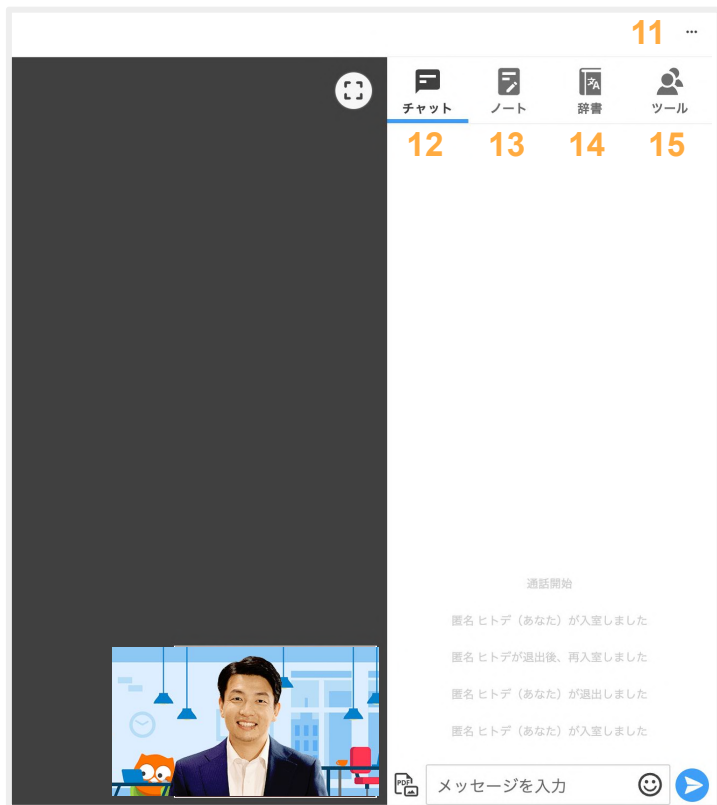 11 …
チャット ノート 辞書 ツール
12 13 14 15
通話開始
匿名 ヒトデ（あなた）が入室しました
匿名 ヒトデが退出後、再入室しました
匿名 ヒトデ（あなた）が退出しました
匿名 ヒトデ（あなた）が入室しました
PDF メッセージを入力